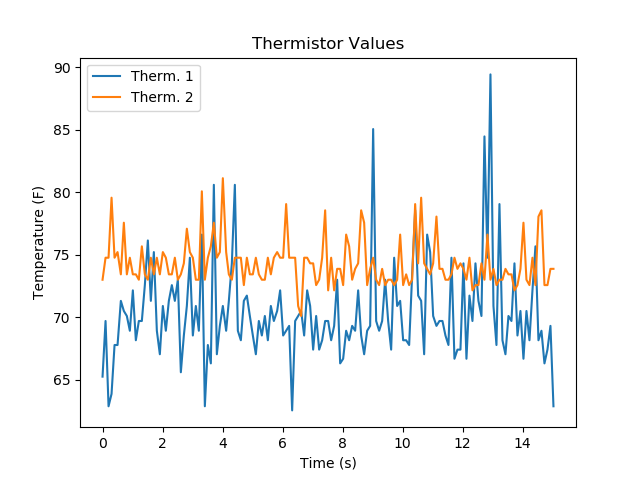 Thermistor Values
90
85
80
75
70
65
Temperature (F)
Therm. 1
Therm. 2
0
2
4
6
8
10
12
14
Time (s)